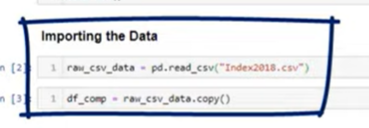 Importing the Data
n [2]: 1 raw_csv_data = pd.read_csv("Index2018.csv")
n [3]: 1 df_comp = raw_csv_data.copy()